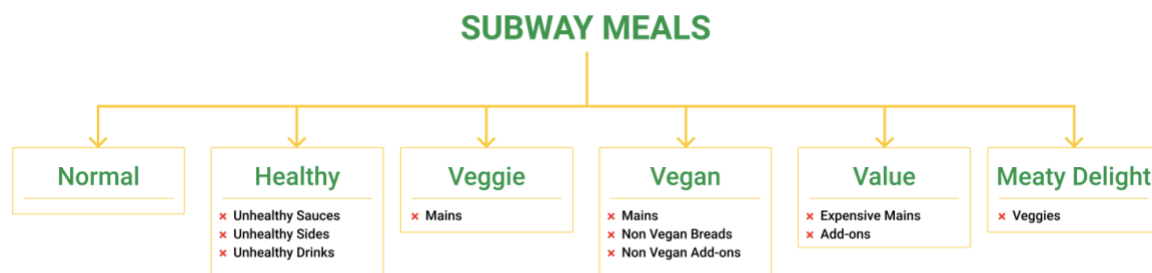 SUBWAY MEALS
Normal
Healthy
× Unhealthy Sauces
× Unhealthy Sides
× Unhealthy Drinks
Veggie
× Mains
Vegan
× Mains
× Non Vegan Breads
× Non Vegan Add-ons
Value
× Expensive Mains
× Add-ons
Meaty Delight
× Veggies